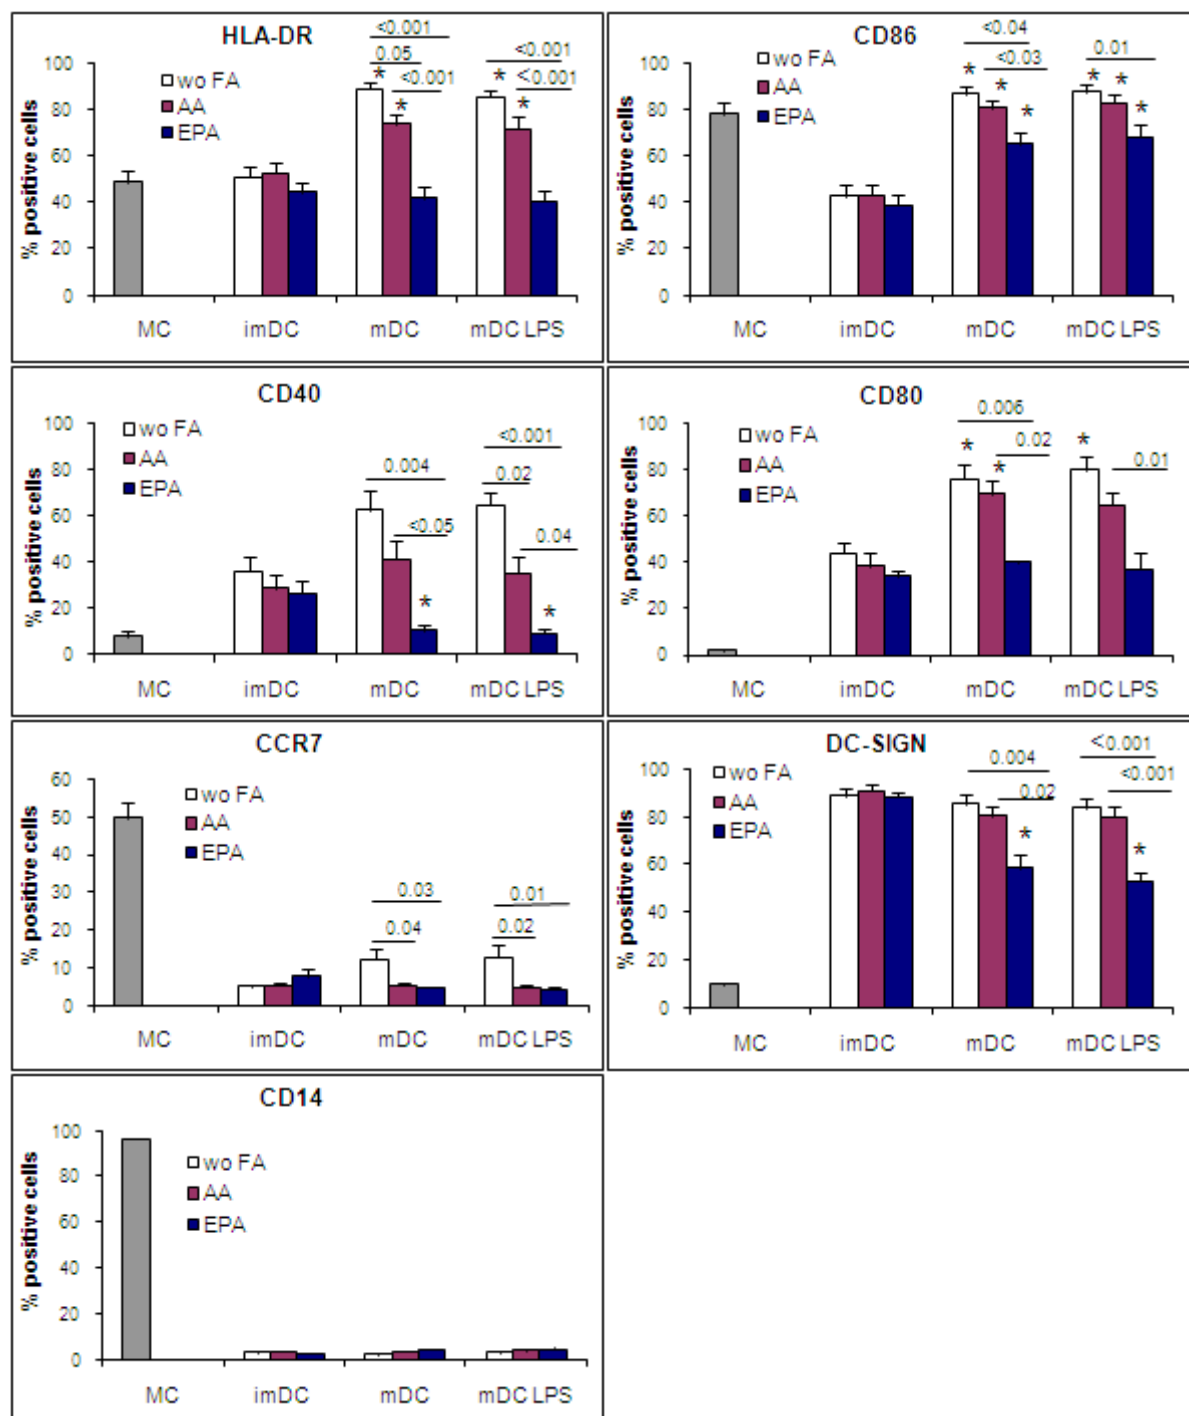 HLA-DR
<0.001
0.05
<0.001
<0.001
<0.001
* * * *
wo FA
AA
EPA
% positive cells
100
80
60
40
20
0
MC imDC mDC mDC LPS
CD86
<0.04
<0.03
0.01
* * * * * *
wo FA
AA
EPA
% positive cells
100
80
60
40
20
0
MC imDC mDC mDC LPS
CD40
0.004
<0.05
<0.001
0.02
0.04
* *
wo FA
AA
EPA
% positive cells
100
80
60
40
20
0
MC imDC mDC mDC LPS
CD80
0.006
0.02
0.01
* * *
wo FA
AA
EPA
% positive cells
100
80
60
40
20
0
MC imDC mDC mDC LPS
CCR7
0.03
0.04
0.01
0.02
wo FA
AA
EPA
% positive cells
60
50
40
30
20
10
0
MC imDC mDC mDC LPS
DC-SIGN
0.004
0.02
<0.001
<0.001
* *
wo FA
AA
EPA
% positive cells
100
80
60
40
20
0
MC imDC mDC mDC LPS
CD14
wo FA
AA
EPA
% positive cells
100
80
60
40
20
0
MC imDC mDC mDC LPS